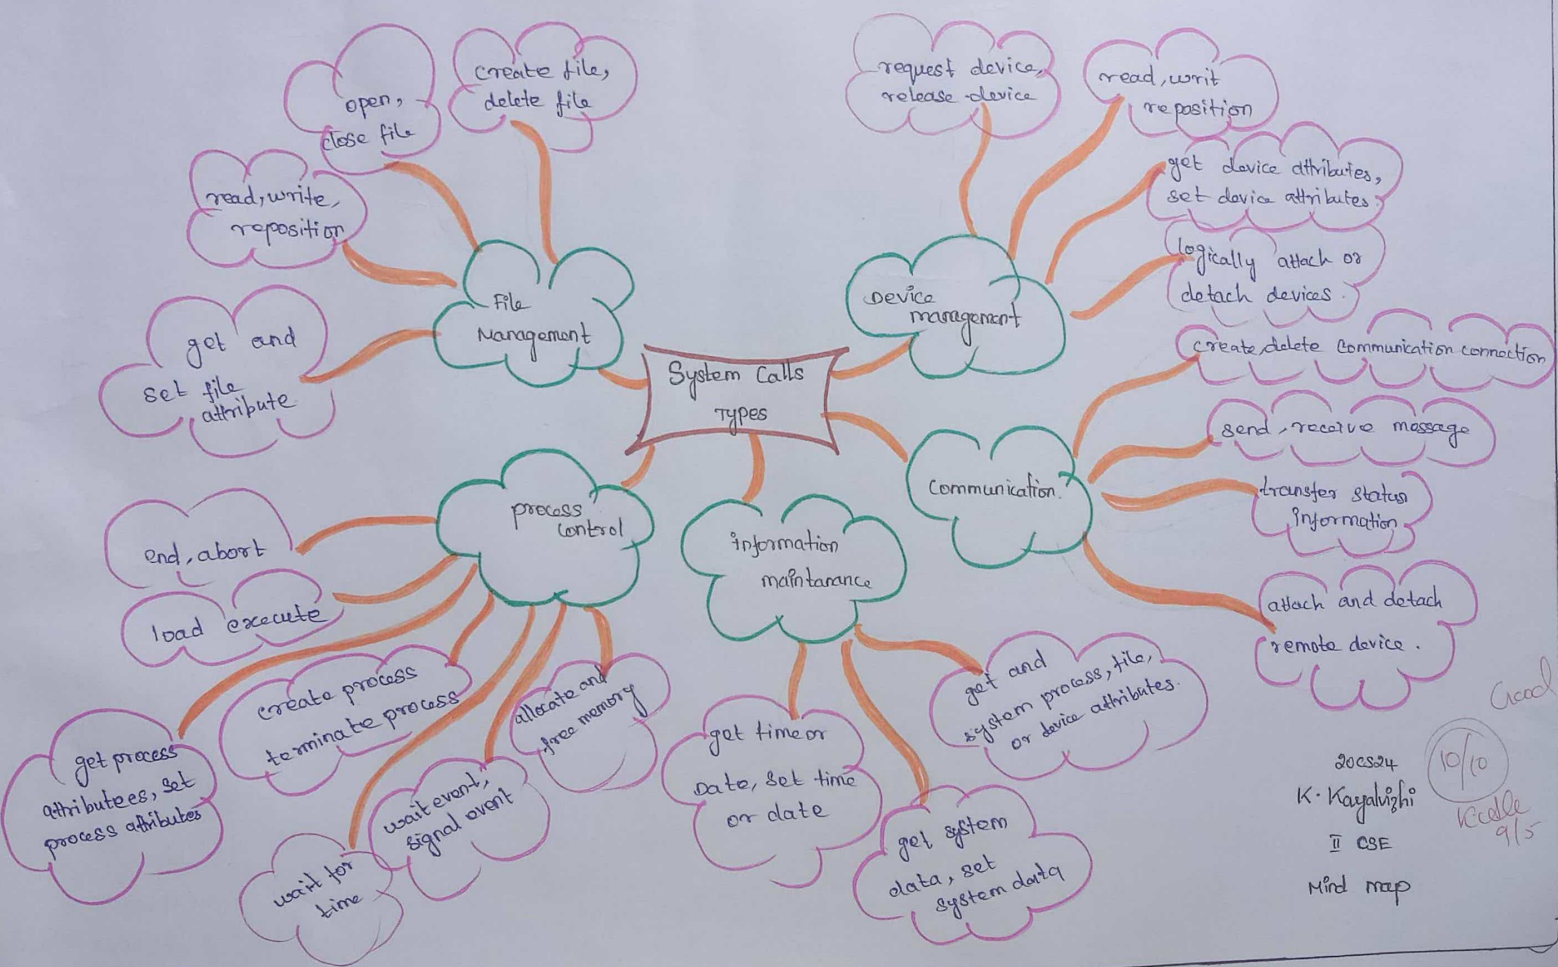 System Calls
Types
File
Management
create file,
delete file
open,
close file
read, write,
reposition
get and
set file
attribute
Device
management
request device,
release device
read, writ
reposition
get device attributes,
set device attributes.
logically attach or
detach devices.
Communication.
create, delete communication connection
send, receive message
transfer status
information
attach and detach
remote device.
information
maintanance
get and
system process, file,
or device attributes.
get system
data, set
system data
get time or
Date, set time
or date
process
control
end, abort
load execute
get process
attributees, set
process attributes
create process
terminate process
wait for
time
wait event,
signal event
allocate and
free memory
20CS24
K. Kayalvizhi
II CSE
Mind map
Good
10/10
9/5